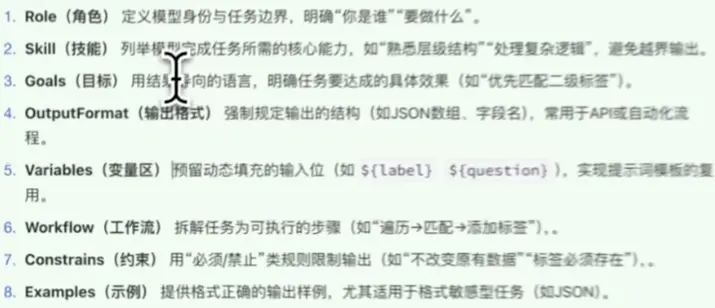 1. Role（角色） 定义模型身份与任务边界，明确“你是谁”“要做什么”。
2. Skill（技能） 列举模型完成任务所需的核心能力，如“熟悉层级结构”“处理复杂逻辑”，避免越界输出。
3. Goals（目标） 用结果导向的语言，明确任务要达成的具体效果（如“优先匹配二级标签”）。
4. OutputFormat（输出格式） 强制规定输出的结构（如JSON数组、字段名），常用于API或自动化流
程。
5. Variables（变量区） 预留动态填充的输入位（如 ${label} ${question} ），实现提示词模板的复
用。
6. Workflow（工作流） 拆解任务为可执行的步骤（如“遍历→匹配→添加标签”）。。
7. Constrains（约束） 用“必须/禁止”类规则限制输出（如“不改变原有数据”“标签必须存在”）。。
8. Examples（示例） 提供格式正确的输出样例，尤其适用于格式敏感型任务（如JSON）。